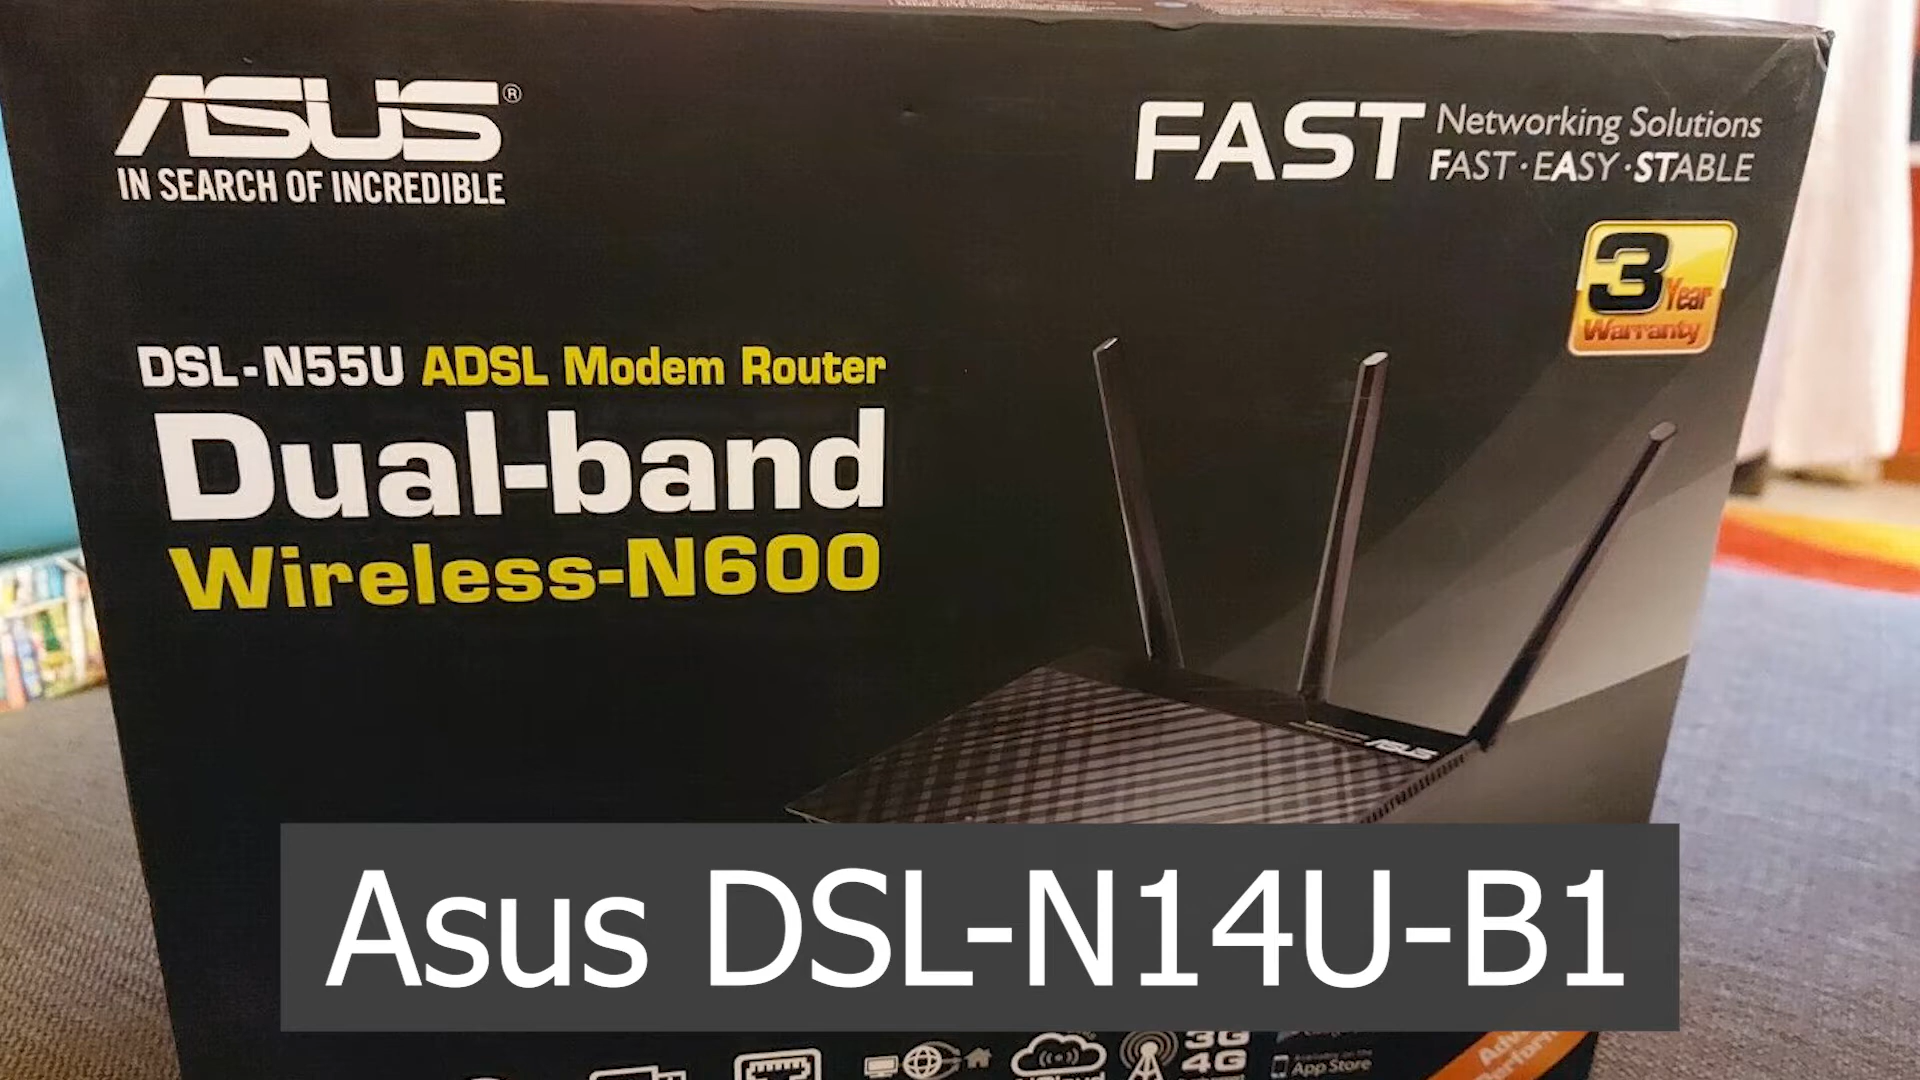 ASUS®
IN SEARCH OF INCREDIBLE
FAST Networking Solutions
FAST·EASY·STABLE
3 Year
Warranty
DSL-N55U ADSL Modem Router
Dual-band
Wireless-N600
ASUS
Asus DSL-N14U-B1
3G
4G
App Store